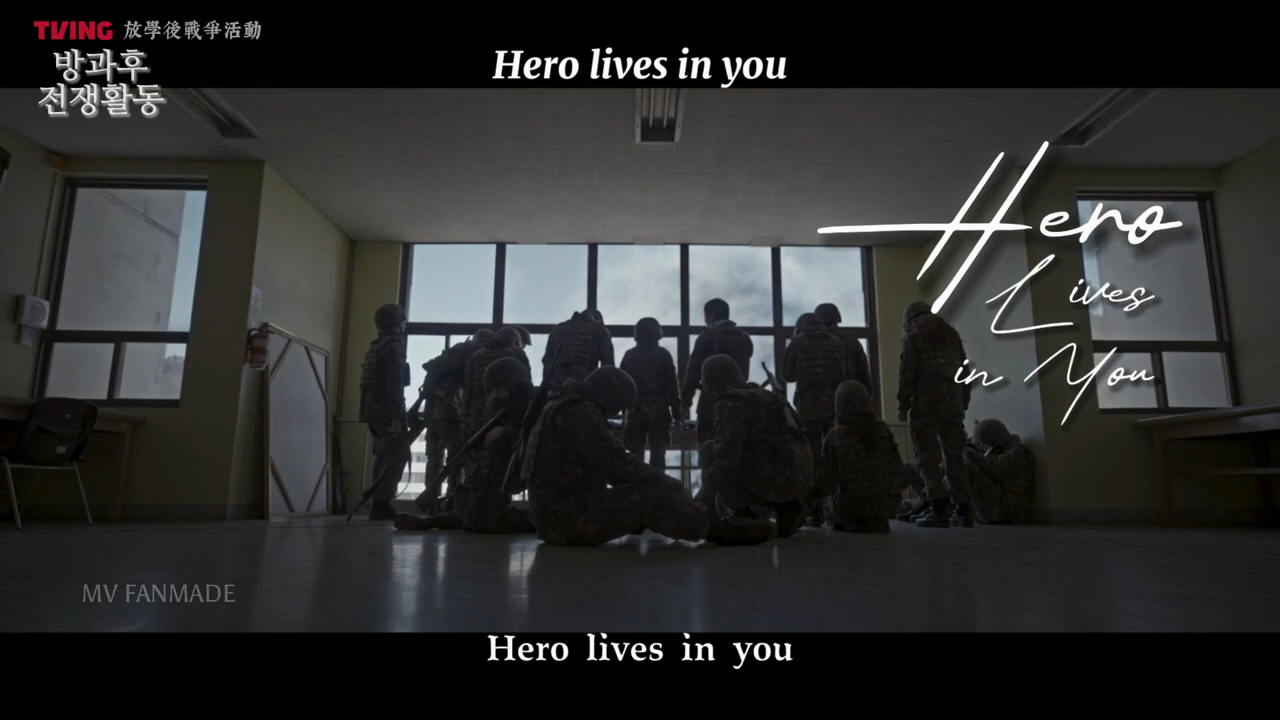 TVING 放學後戰爭活動
방과후
전쟁활동
Hero lives in you
Hero
Lives
in You
MV FANMADE
Hero lives in you